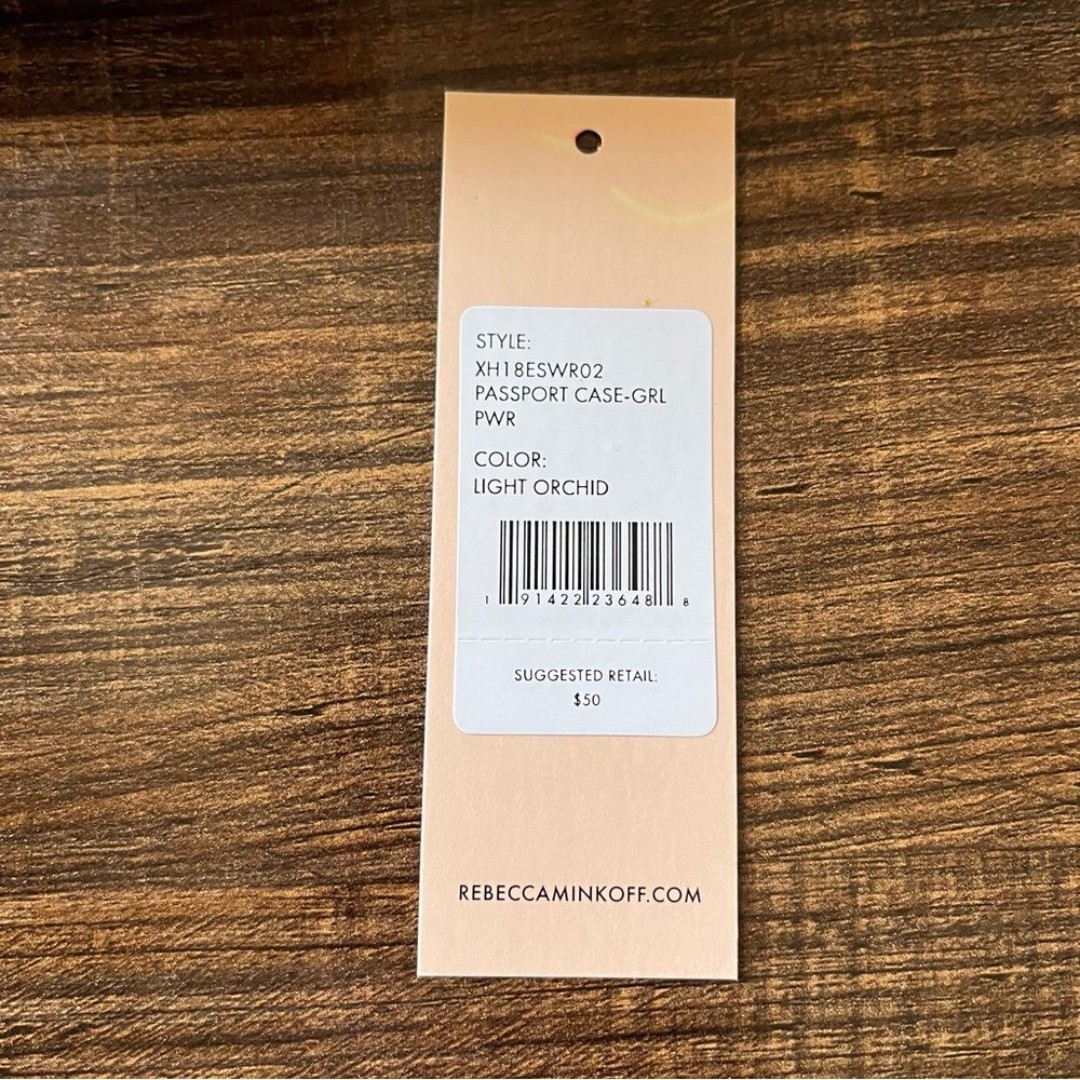 STYLE:
XH18ESWR02
PASSPORT CASE-GRL
PWR
COLOR:
LIGHT ORCHID
1 91422 23648 8
SUGGESTED RETAIL:
$50
REBECCAMINKOFF.COM